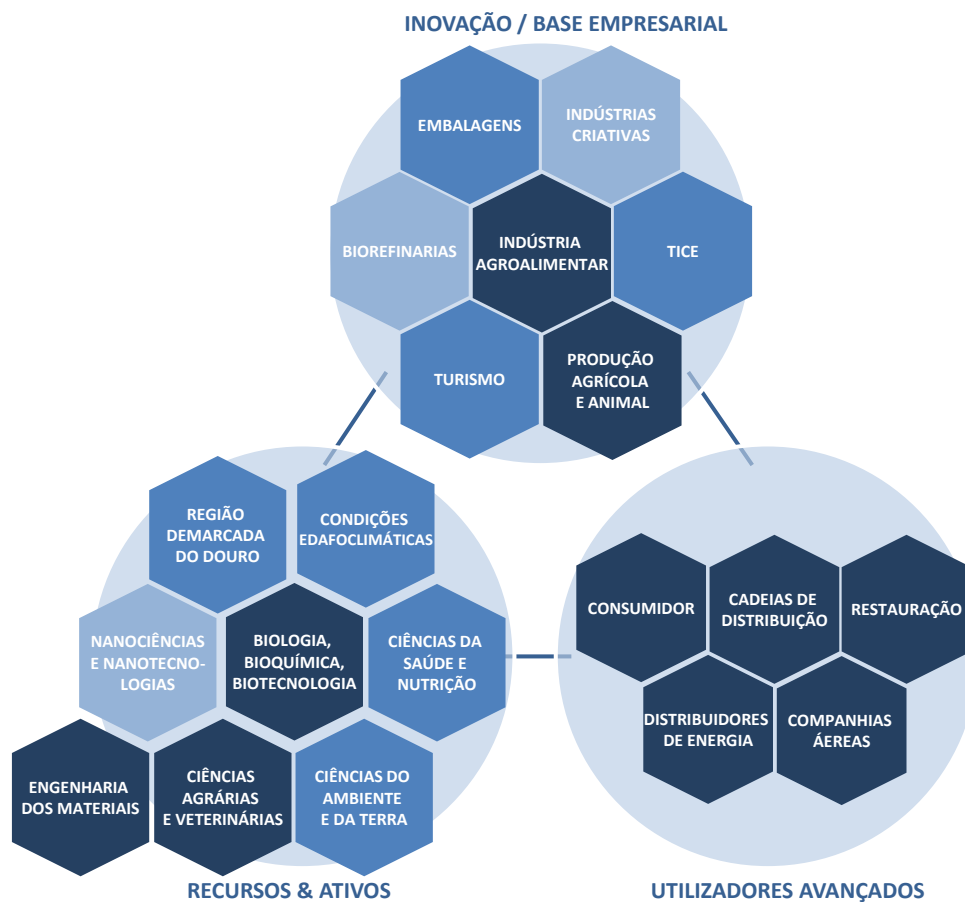 INOVAÇÃO / BASE EMPRESARIAL
EMBALAGENS
INDÚSTRIAS
CRIATIVAS
BIOREFINARIAS
INDÚSTRIA
AGROALIMENTAR
TICE
TURISMO
PRODUÇÃO
AGRÍCOLA
E ANIMAL
REGIÃO
DEMARCADA
DO DOURO
CONDIÇÕES
EDAFOCLIMÁTICAS
NANOCIÊNCIAS
E NANOTECNO-
LOGIAS
BIOLOGIA,
BIOQUÍMICA,
BIOTECNOLOGIA
CIÊNCIAS DA
SAÚDE E
NUTRIÇÃO
ENGENHARIA
DOS MATERIAIS
CIÊNCIAS
AGRÁRIAS
E VETERINÁRIAS
CIÊNCIAS DO
AMBIENTE
E DA TERRA
RECURSOS & ATIVOS
CONSUMIDOR
CADEIAS DE
DISTRIBUIÇÃO
RESTAURAÇÃO
DISTRIBUIDORES
DE ENERGIA
COMPANHIAS
ÁEREAS
UTILIZADORES AVANÇADOS